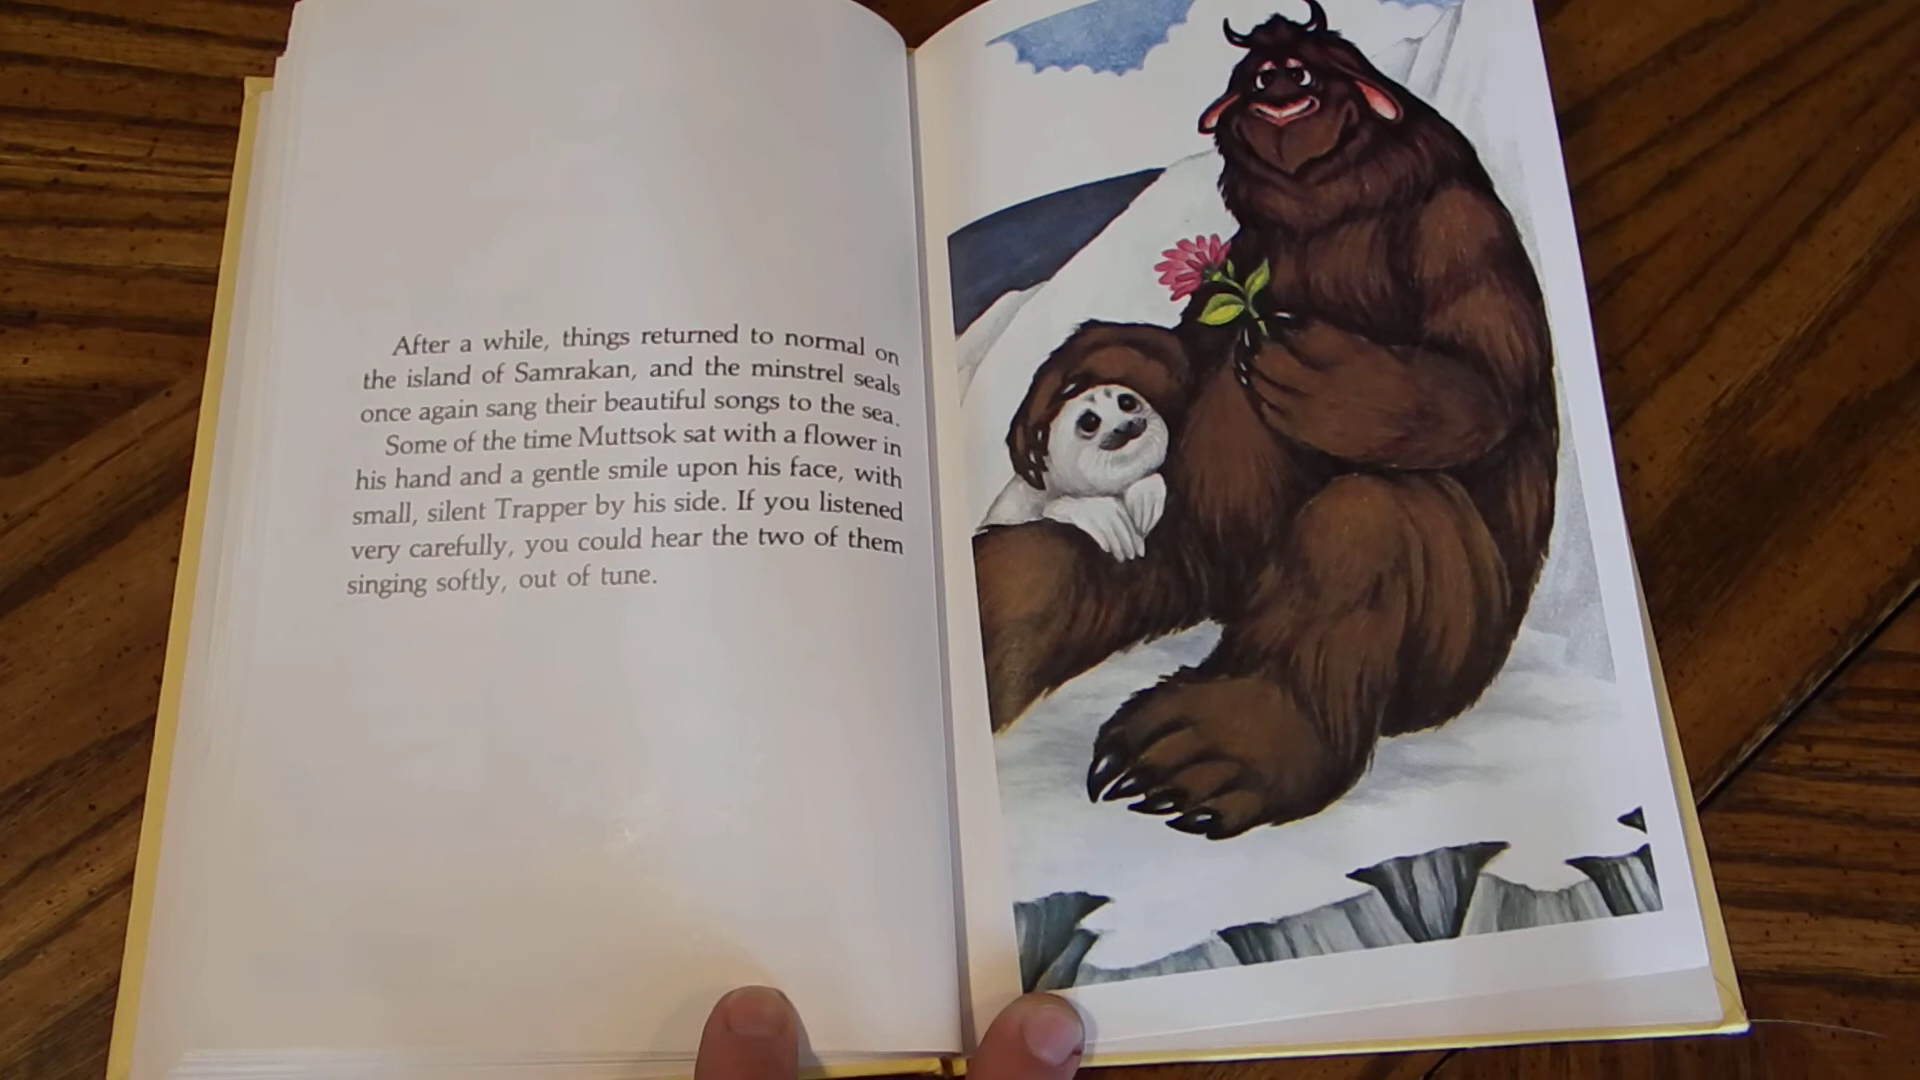 After a while, things returned to normal on
the island of Samrakan, and the minstrel seals
once again sang their beautiful songs to the sea.
Some of the time Muttsok sat with a flower in
his hand and a gentle smile upon his face, with
small, silent Trapper by his side. If you listened
very carefully, you could hear the two of them
singing softly, out of tune.